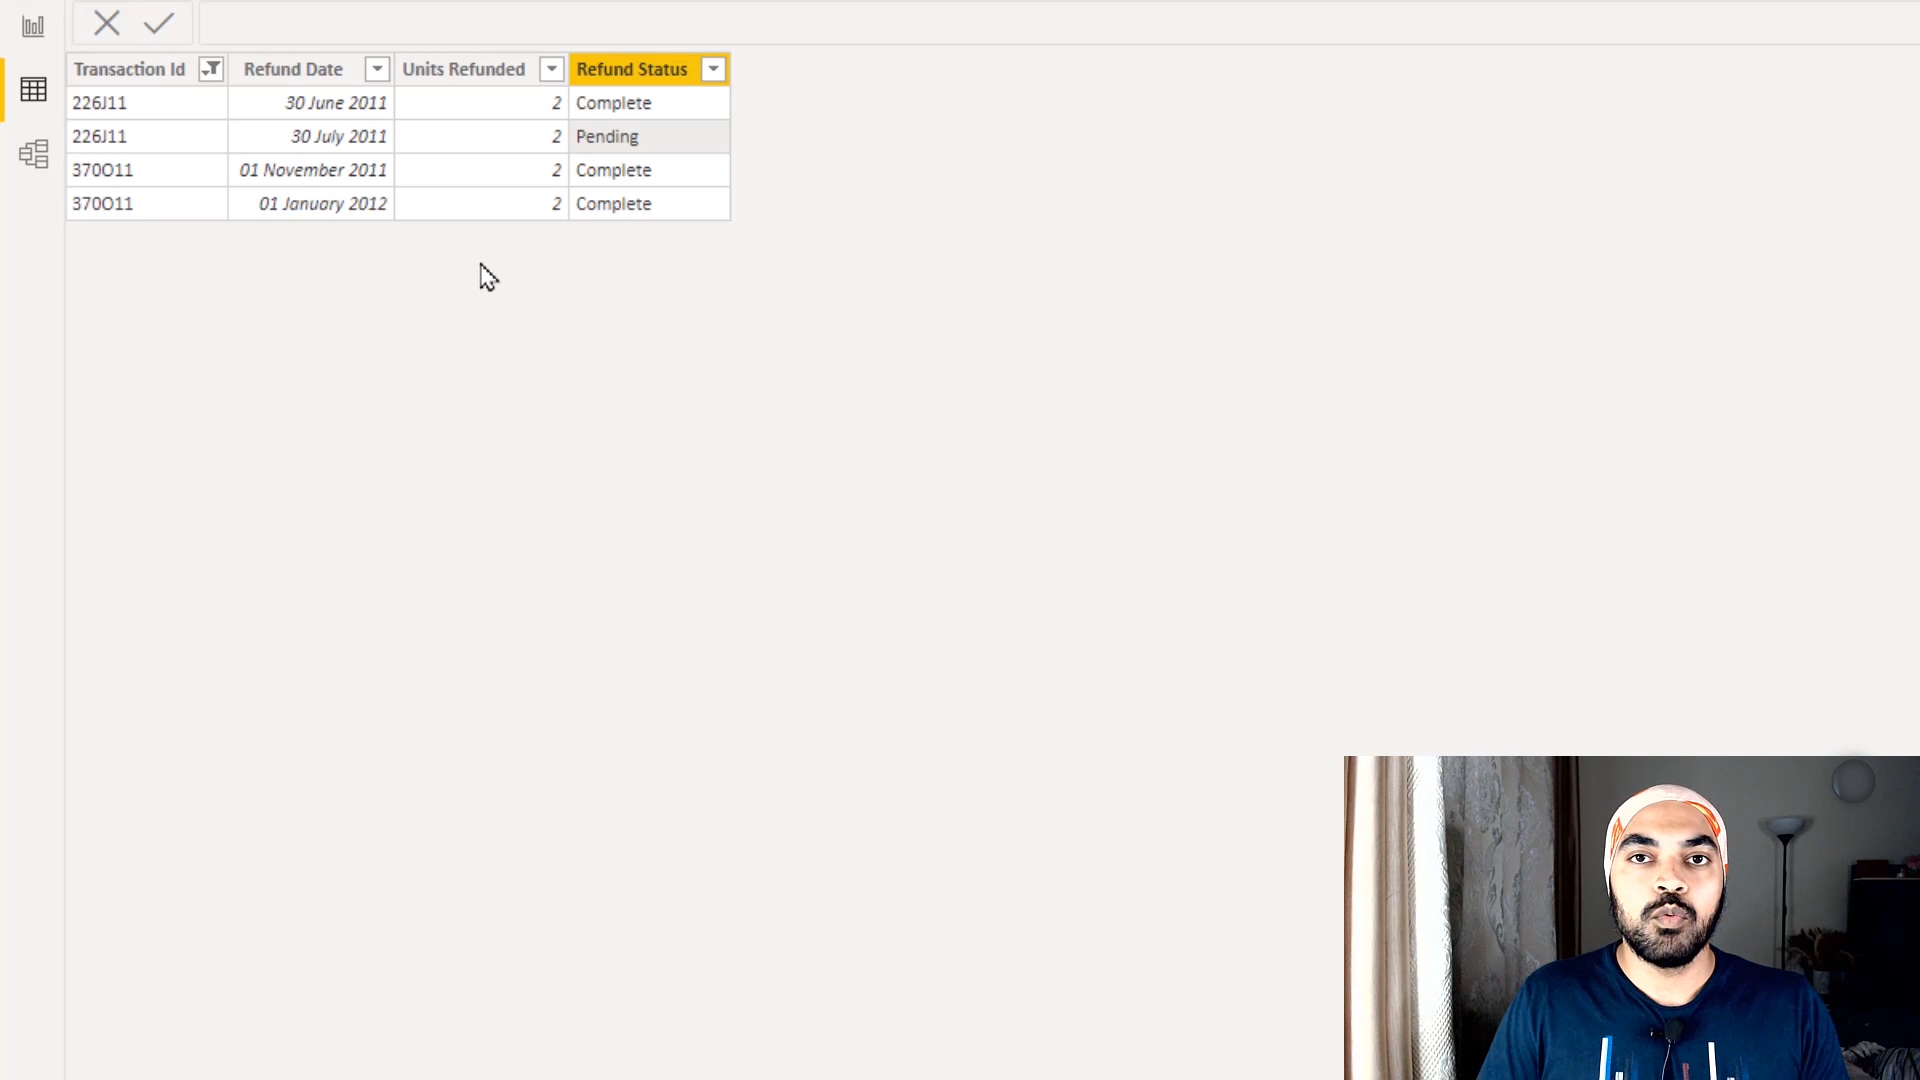 Transaction Id Refund Date Units Refunded Refund Status
226J11 30 June 2011 2 Complete
226J11 30 July 2011 2 Pending
370O11 01 November 2011 2 Complete
370O11 01 January 2012 2 Complete